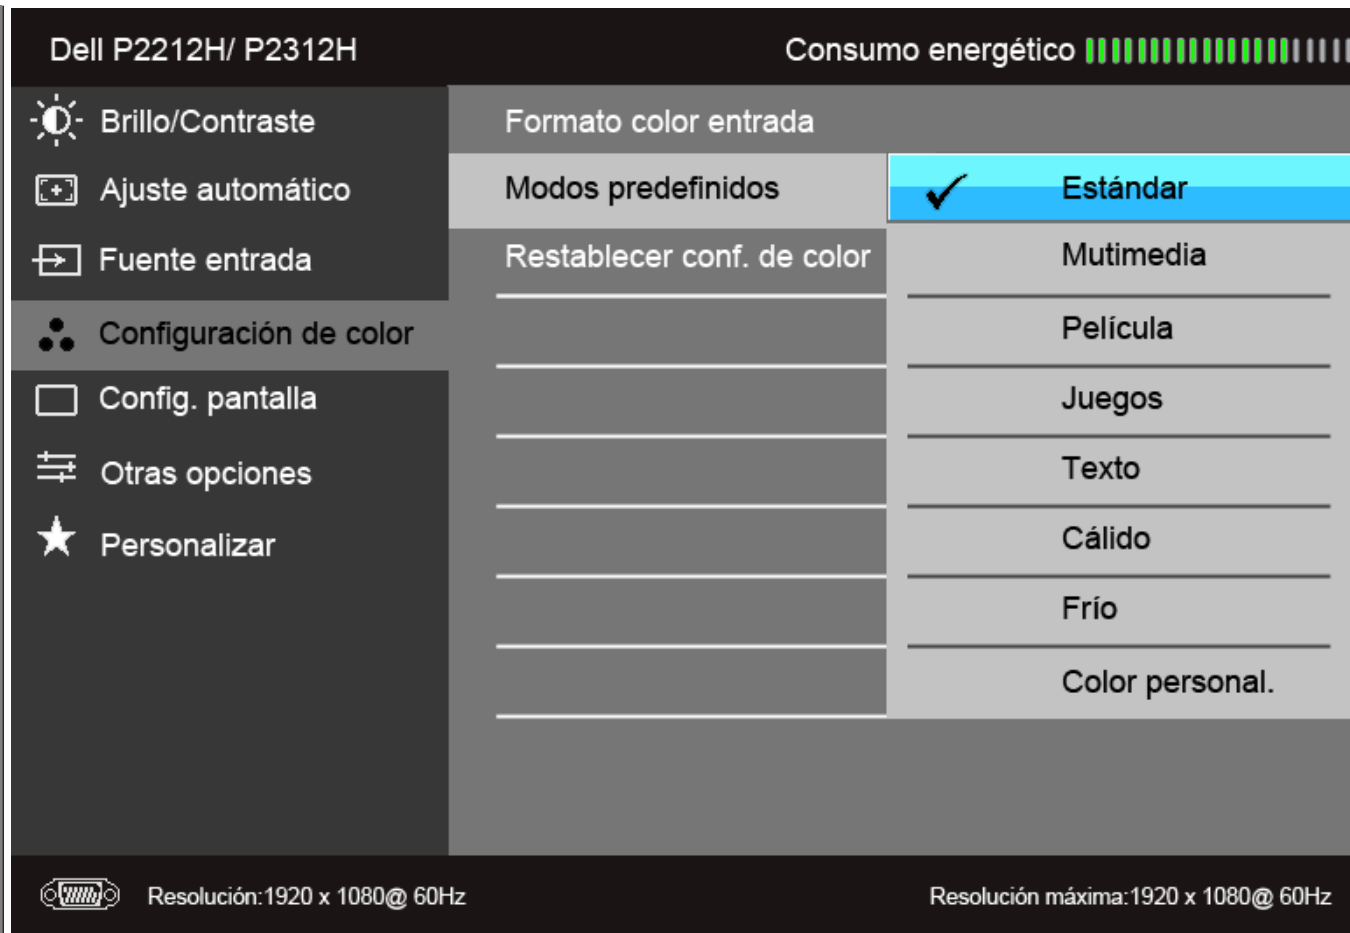 Dell P2212H/ P2312H
Consumo energético
Brillo/Contraste
Ajuste automático
Fuente entrada
Configuración de color
Config. pantalla
Otras opciones
Personalizar
Formato color entrada
Modos predefinidos
Restablecer conf. de color
Estándar
Mutimedia
Película
Juegos
Texto
Cálido
Frío
Color personal.
Resolución:1920 x 1080@ 60Hz
Resolución máxima:1920 x 1080@ 60Hz